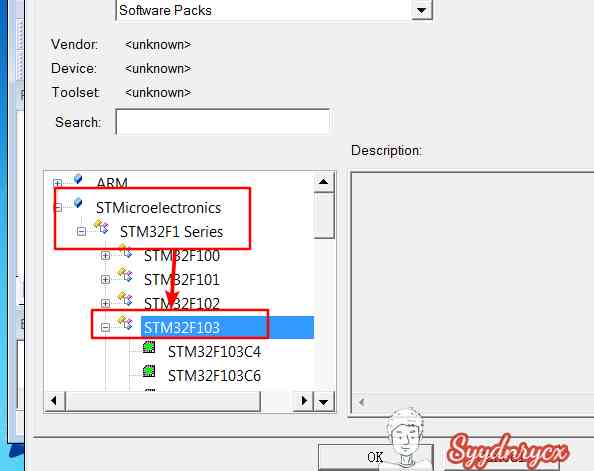 Software Packs
Vendor: <unknown>
Device: <unknown>
Toolset: <unknown>
Search:
Description:
ARM
STMicroelectronics
STM32F1 Series
STM32F100
STM32F101
STM32F102
STM32F103
STM32F103C4
STM32F103C6
OK
Syydnrycx